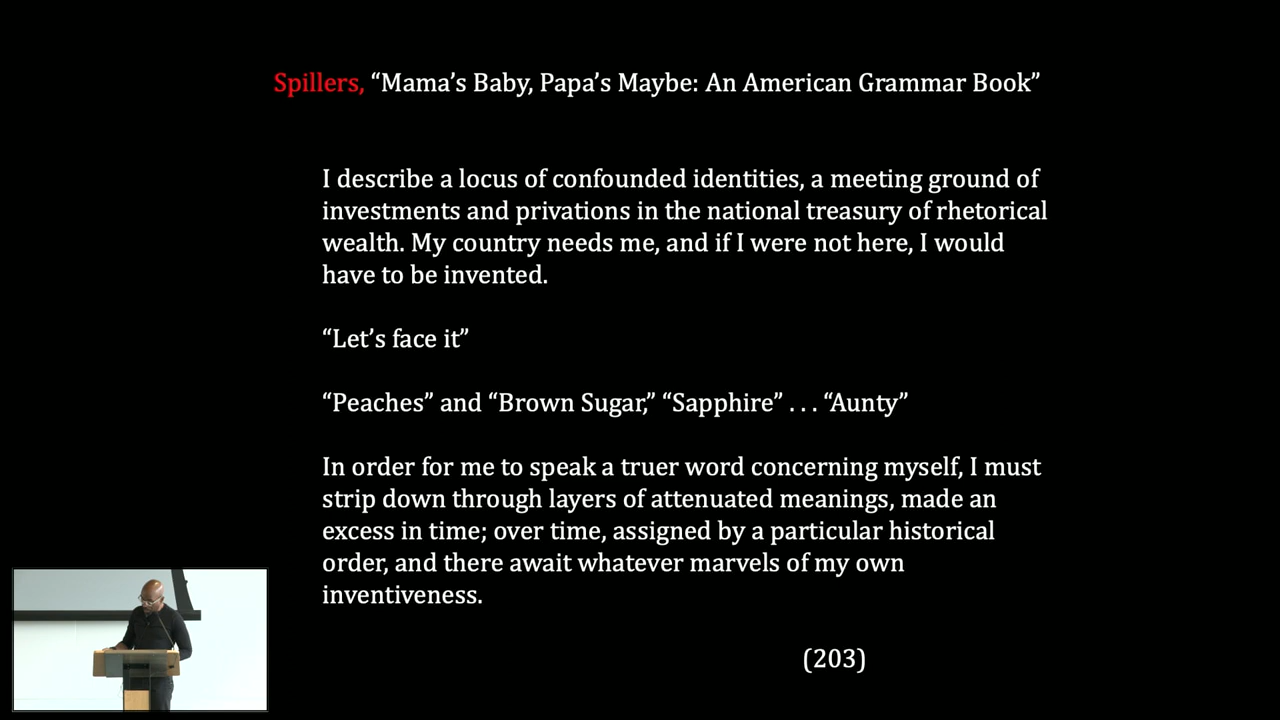 Spillers, “Mama’s Baby, Papa’s Maybe: An American Grammar Book”
I describe a locus of confounded identities, a meeting ground of
investments and privations in the national treasury of rhetorical
wealth. My country needs me, and if I were not here, I would
have to be invented.
“Let’s face it”
“Peaches” and “Brown Sugar,” “Sapphire” . . . “Aunty”
In order for me to speak a truer word concerning myself, I must
strip down through layers of attenuated meanings, made an
excess in time; over time, assigned by a particular historical
order, and there await whatever marvels of my own
inventiveness.
(203)